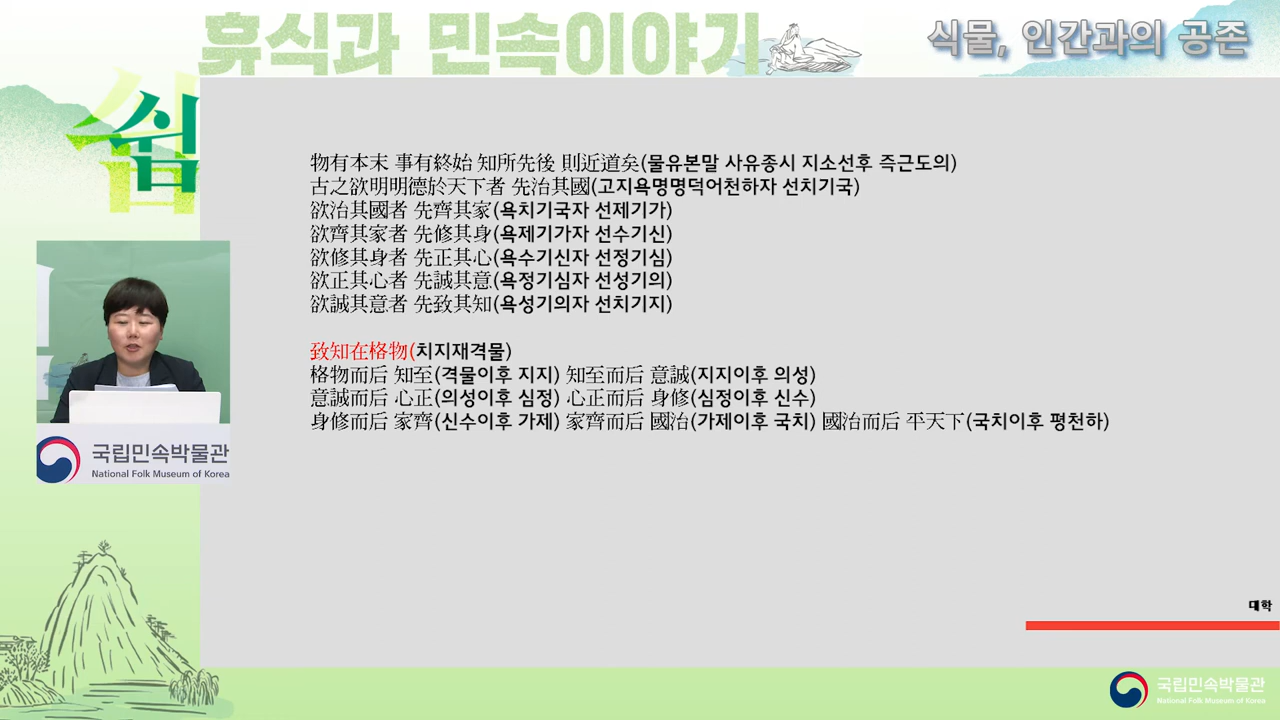 휴식과 민속이야기
식물, 인간과의 공존
쉼
物有本末 事有終始 知所先後 則近道矣(물유본말 사유종시 지소선후 즉근도의)
古之欲明明德於天下者 先治其國(고지욕명명덕어천하자 선치기국)
欲治其國者 先齊其家(욕치기국자 선제기가)
欲齊其家者 先修其身(욕제기가자 선수기신)
欲修其身者 先正其心(욕수기신자 선정기심)
欲正其心者 先誠其意(욕정기심자 선성기의)
欲誠其意者 先致其知(욕성기의자 선치기지)
致知在格物(치지재격물)
格物而后 知至(격물이후 지지) 知至而后 意誠(지지이후 의성)
意誠而后 心正(의성이후 심정) 心正而后 身修(심정이후 신수)
身修而后 家齊(신수이후 가제) 家齊而后 國治(가제이후 국치) 國治而后 平天下(국치이후 평천하)
국립민속박물관
National Folk Museum of Korea
대학
국립민속박물관
National Folk Museum of Korea